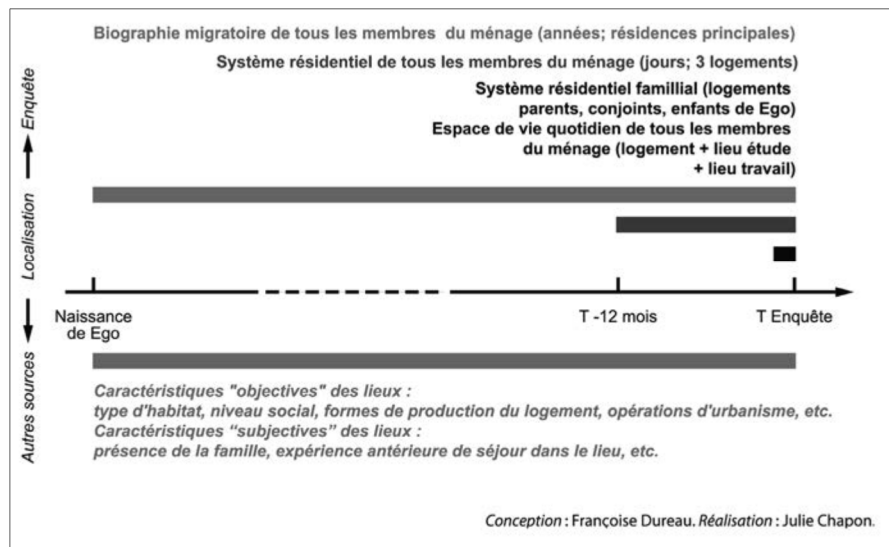 Biographie migratoire de tous les membres du ménage (années; résidences principales)
Système résidentiel de tous les membres du ménage (jours; 3 logements)
Système résidentiel famillial (logements
parents, conjoints, enfants de Ego)
Espace de vie quotidien de tous les membres
du ménage (logement + lieu étude
+ lieu travail)
Enquête
Localisation
Autres sources
Naissance
de Ego
T -12 mois
T Enquête
Caractéristiques "objectives" des lieux :
type d'habitat, niveau social, formes de production du logement, opérations d'urbanisme, etc.
Caractéristiques “subjectives” des lieux :
présence de la famille, expérience antérieure de séjour dans le lieu, etc.
Conception : Françoise Dureau. Réalisation : Julie Chapon.